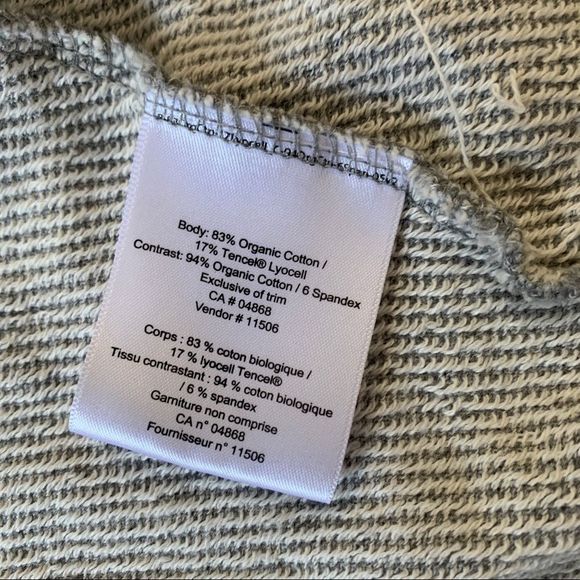 Body: 83% Organic Cotton /
17% Tencel® Lyocell
Contrast: 94% Organic Cotton / 6 Spandex
Exclusive of trim
CA # 04868
Vendor # 11506
Corps : 83 % coton biologique /
17 % lyocell Tencel®
Tissu contrastant : 94 % coton biologique
/ 6 % spandex
Garniture non comprise
CA n° 04868
Fournisseur n° 11506